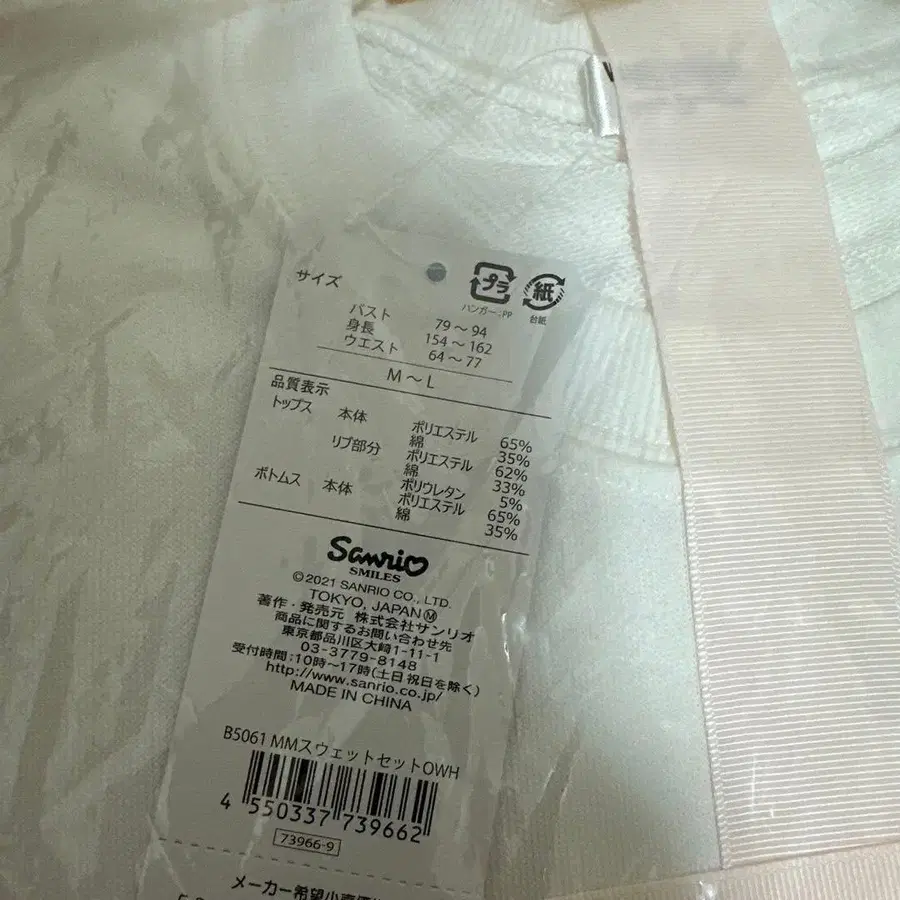 サイズ
プラ
紙
ハンガー:PP
台紙
バスト 79～94
身長 154～162
ウエスト 64～77
M～L
品質表示
トップス 本体 ポリエステル 65%
綿 35%
リブ部分 ポリエステル 62%
綿 33%
ポリウレタン 5%
ボトムス 本体 ポリエステル 65%
綿 35%
Sanrio
SMILES
©2021 SANRIO CO., LTD.
TOKYO, JAPAN Ⓜ
著作・発売元 株式会社サンリオ
商品に関するお問い合わせ先
東京都品川区大崎1-11-1
03-3779-8148
受付時間:10時～17時(土日祝日を除く)
http://www.sanrio.co.jp/
MADE IN CHINA
B5061 MMスウェットセットOWH
4 550337 739662
73966-9
メーカー希望小売価